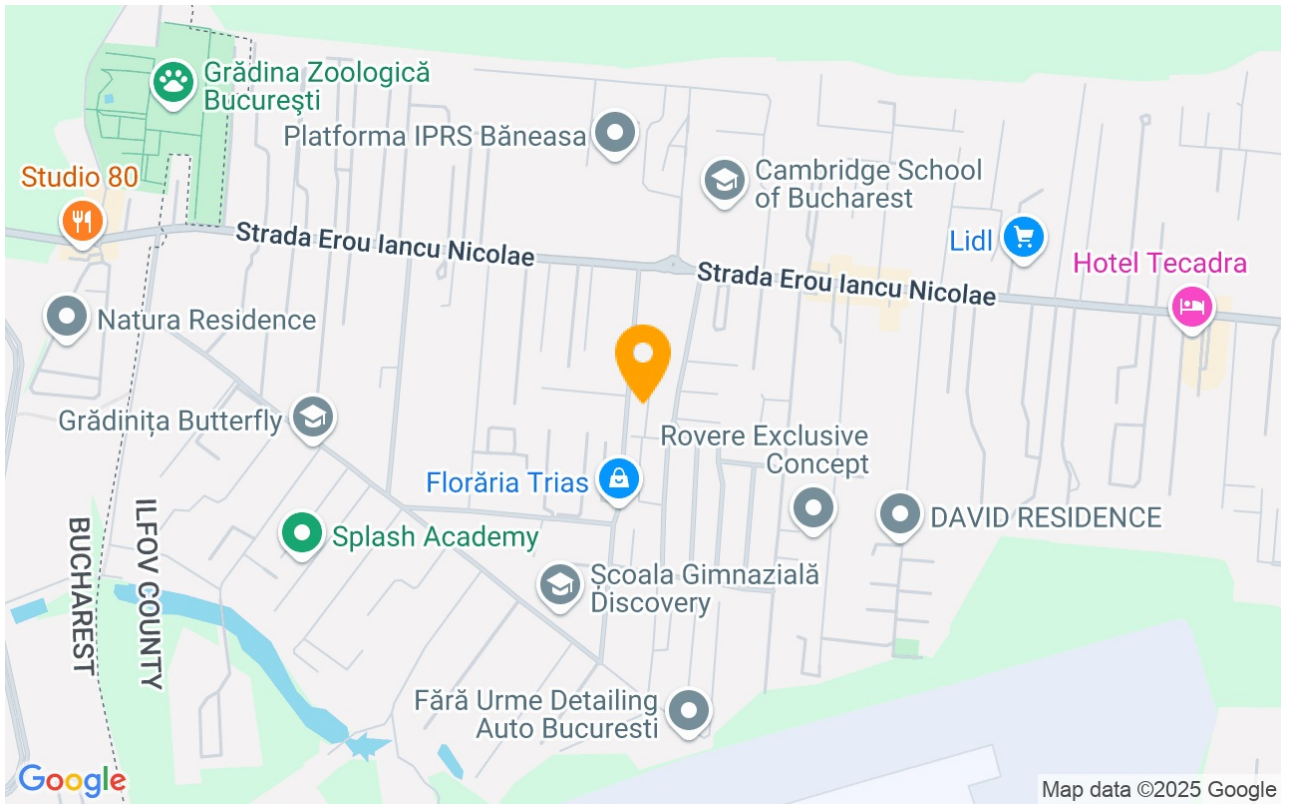 Grădina Zoologică
București
Platforma IPRS Băneasa
Studio 80
Cambridge School
of Bucharest
Strada Erou Iancu Nicolae
Lidl
Hotel Tecadra
Strada Erou Iancu Nicolae
Natura Residence
Grădinița Butterfly
Rovere Exclusive
Concept
Florăria Trias
DAVID RESIDENCE
Splash Academy
ILFOV COUNTY
BUCHAREST
Școala Gimnazială
Discovery
Fără Urme Detailing
Auto Bucuresti
Google
Map data ©2025 Google